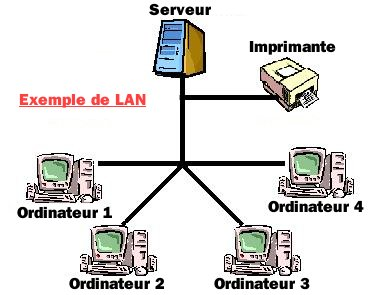 Serveur
Imprimante
Exemple de LAN
Ordinateur 1
Ordinateur 4
Ordinateur 2
Ordinateur 3